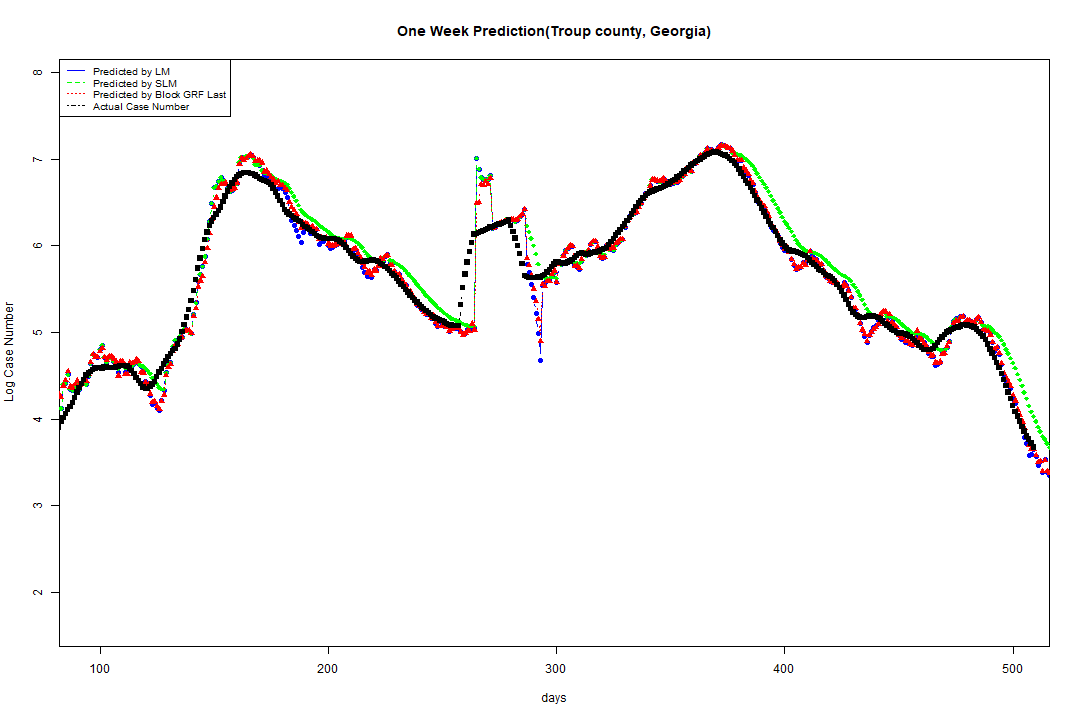 One Week Prediction(Troup county, Georgia)
Predicted by LM
Predicted by SLM
Predicted by Block GRF Last
Actual Case Number
8
7
6
5
4
3
2
Log Case Number
100 200 300 400 500
days